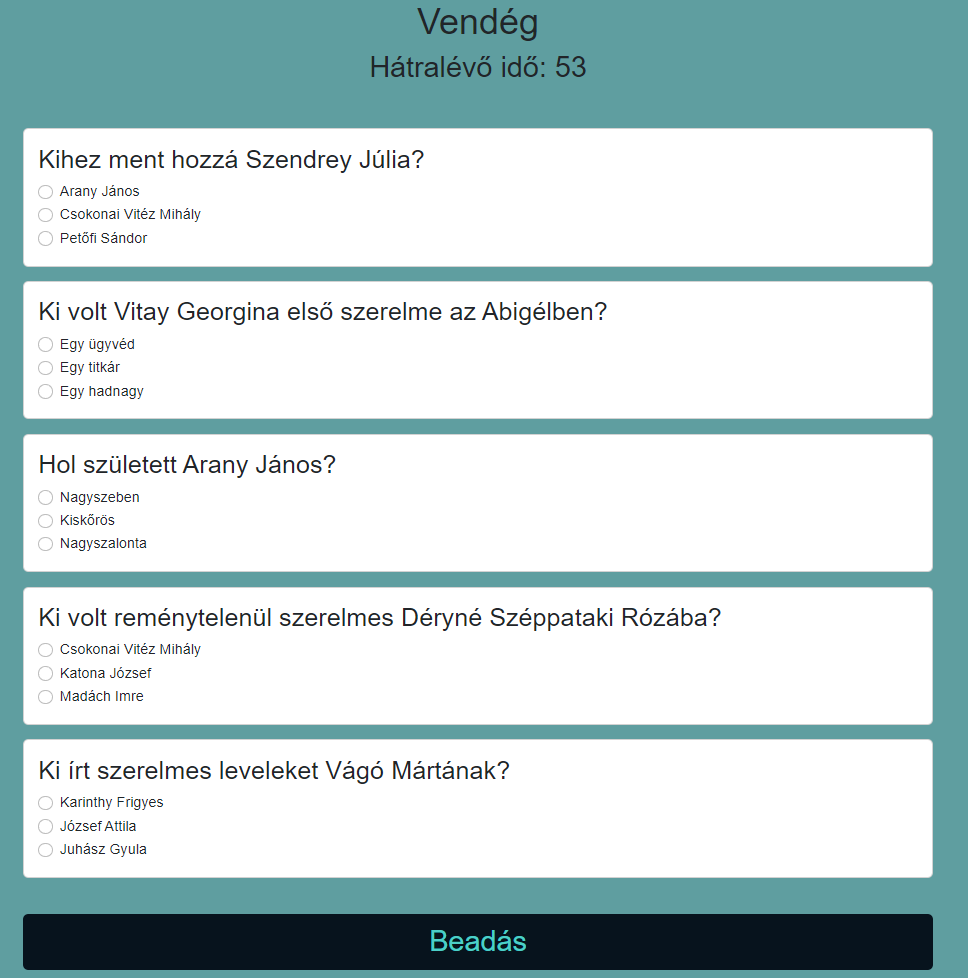 Vendég
Hátralévő idő: 53
Kihez ment hozzá Szendrey Júlia?
Arany János
Csokonai Vitéz Mihály
Petőfi Sándor
Ki volt Vitay Georgina első szerelme az Abigélben?
Egy ügyvéd
Egy titkár
Egy hadnagy
Hol született Arany János?
Nagyszeben
Kiskőrös
Nagyszalonta
Ki volt reménytelenül szerelmes Déryné Széppataki Rózába?
Csokonai Vitéz Mihály
Katona József
Madách Imre
Ki írt szerelmes leveleket Vágó Mártának?
Karinthy Frigyes
József Attila
Juhász Gyula
Beadás